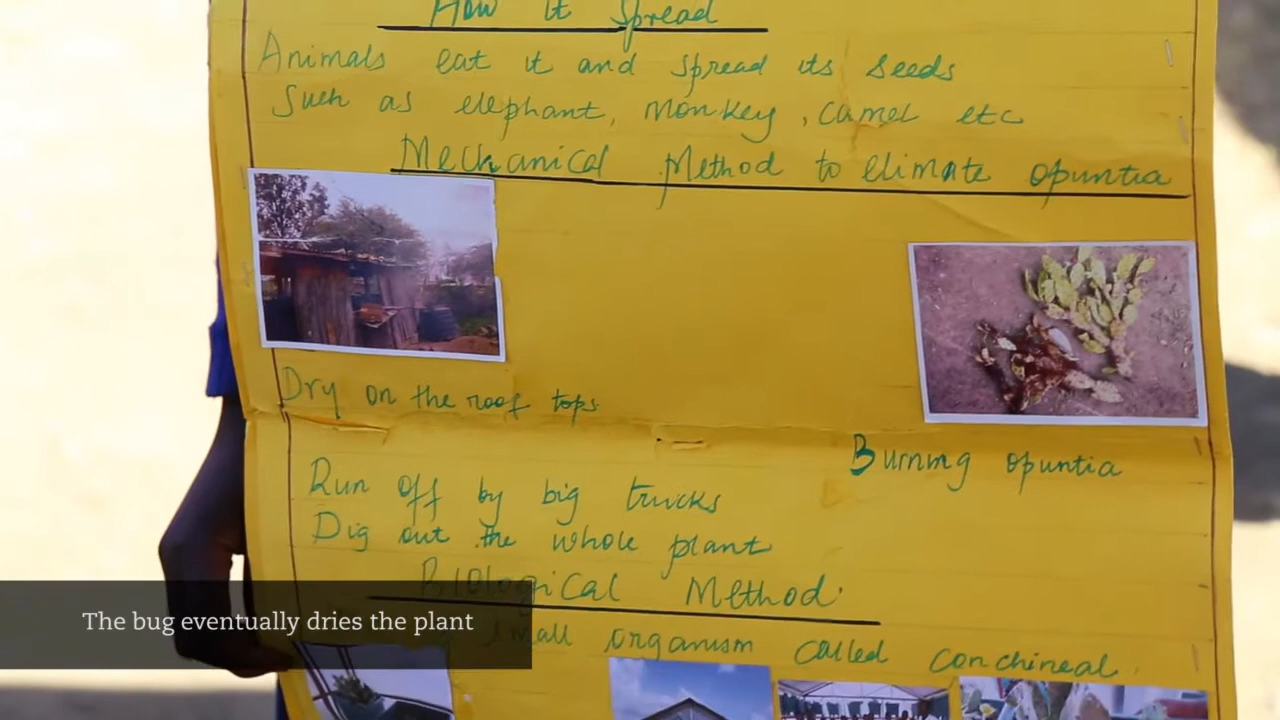 How it spread
Animals eat it and spread its seeds
Such as elephant, Monkey, camel etc
Mechanical Method to elimate opuntia
Dry on the roof tops
Burning opuntia
Run off by big trucks
Dig out the whole plant
Biological Method.
small organism called conchineal.
The bug eventually dries the plant